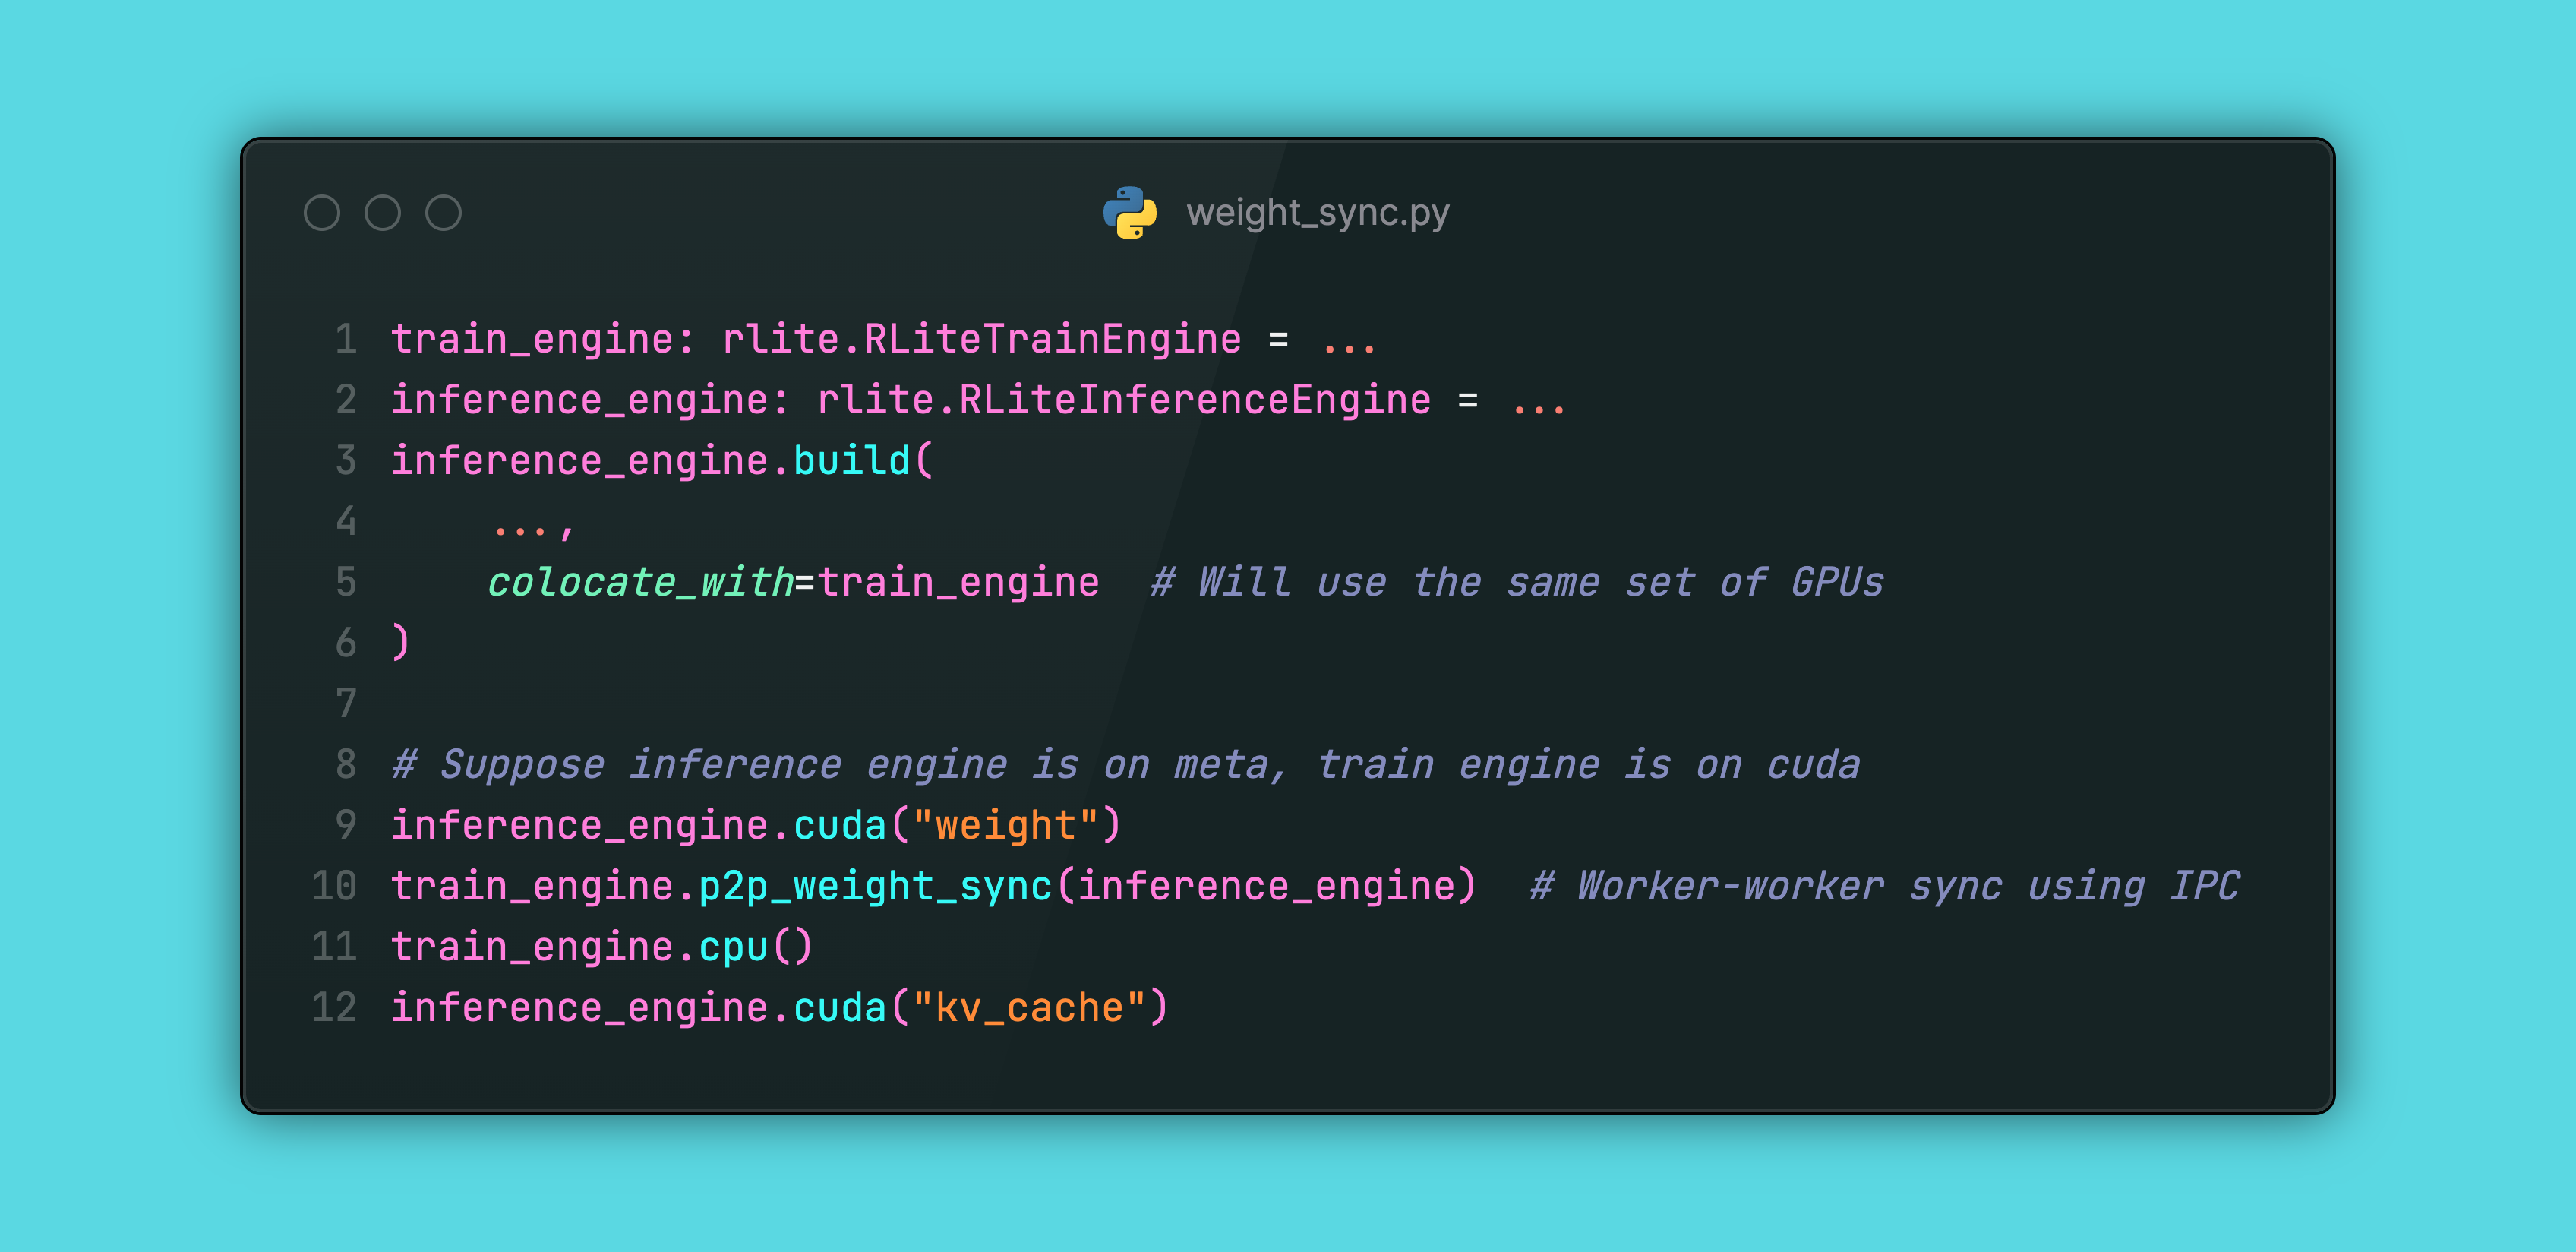 weight_sync.py
1 train_engine: rlite.RLiteTrainEngine = ...
2 inference_engine: rlite.RLiteInferenceEngine = ...
3 inference_engine.build(
4     ...,
5     colocate_with=train_engine  # Will use the same set of GPUs
6 )
7
8 # Suppose inference engine is on meta, train engine is on cuda
9 inference_engine.cuda("weight")
10 train_engine.p2p_weight_sync(inference_engine)  # Worker-worker sync using IPC
11 train_engine.cpu()
12 inference_engine.cuda("kv_cache")